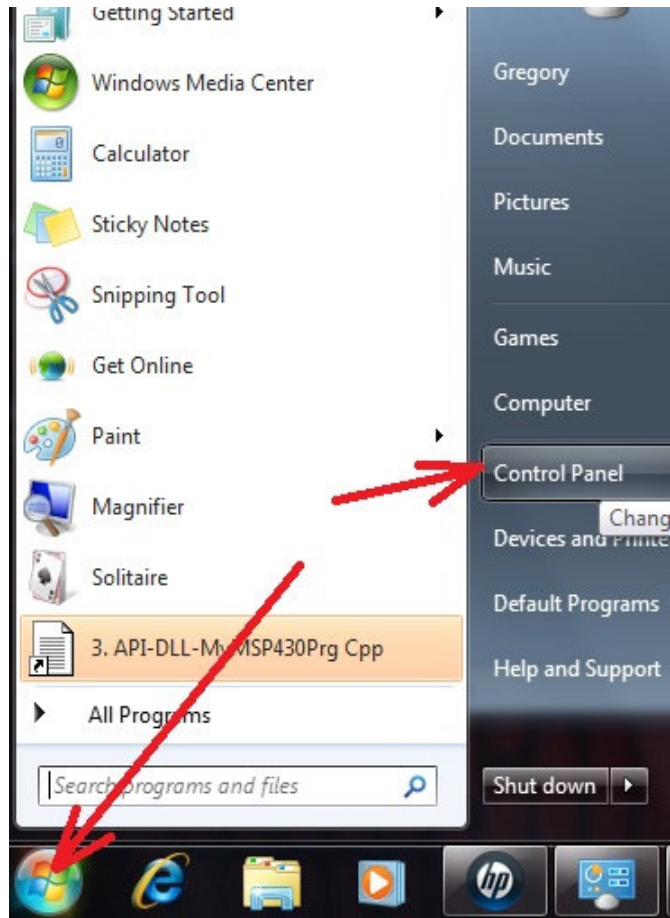 Getting Started
Windows Media Center
Calculator
Sticky Notes
Snipping Tool
Get Online
Paint
Magnifier
Solitaire
3. API-DLL-MyMSP430Prg Cpp
All Programs
Search programs and files
Gregory
Documents
Pictures
Music
Games
Computer
Control Panel
Chang
Devices and Printe
Default Programs
Help and Support
Shut down
hp